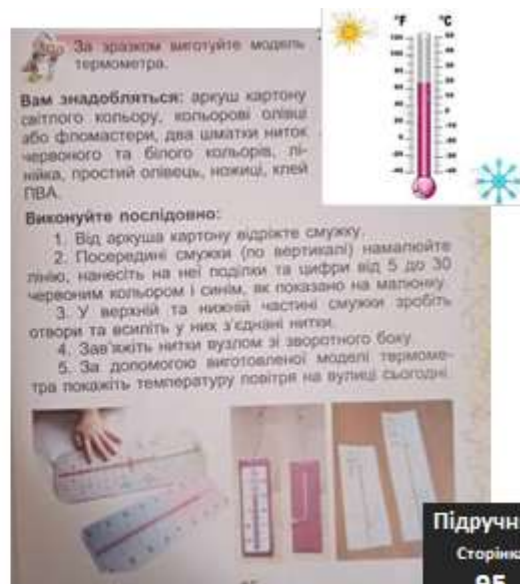 За зразком виготуйте модель
термометра.
Вам знадобляться: аркуш картону
світлого кольору, кольорові олівці
або фломастери, два шматки ниток
червоного та білого кольорів, лі-
нійка, простий олівець, ножиці, клей
ПВА.
Виконуйте послідовно:
1. Від аркуша картону відріжте смужку.
2. Посередині смужки (по вертикалі) намалюйте
лінію, нанесіть на неї поділки та цифри від 5 до 30
червоним кольором і синім, як показано на малюнку.
3. У верхній та нижній частині смужки зробіть
отвори та всиліть у них з'єднані нитки.
4. Зав'яжіть нитки вузлом зі зворотного боку.
5. За допомогою виготовленої моделі термоме-
тра покажіть температуру повітря на вулиці сьогодні.
°F °C
Підручн
Сторінка
95